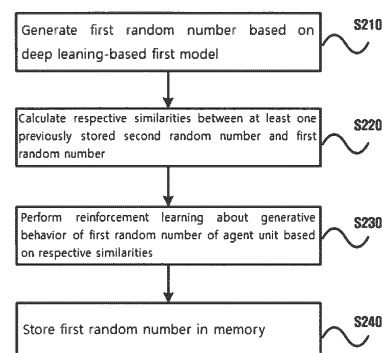 Generate first random number based on
deep leaning-based first model
S210
Calculate respective similarities between at least one
previously stored second random number and first
random number
S220
Perform reinforcement learning about generative
behavior of first random number of agent unit based
on respective similarities
S230
Store first random number in memory
S240